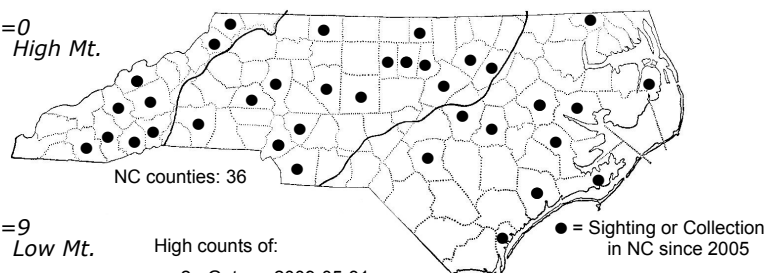 =0
High Mt.
NC counties: 36
=9
Low Mt.
High counts of:
● = Sighting or Collection
in NC since 2005